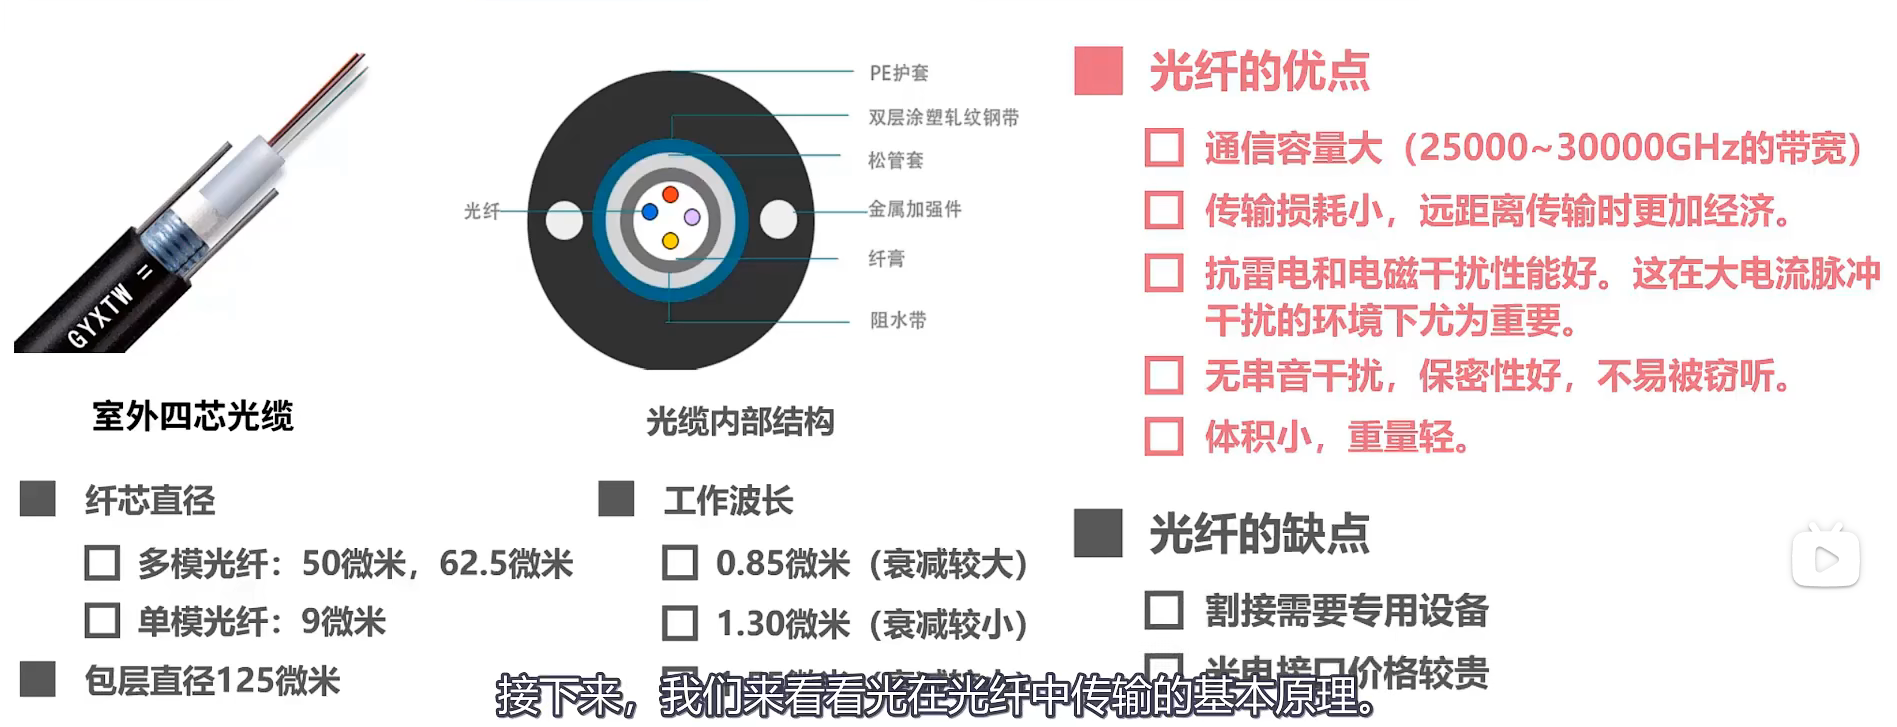 GYXTW
室外四芯光缆
PE护套
双层涂塑轧纹钢带
松管套
光纤
金属加强件
纤膏
阻水带
光缆内部结构
纤芯直径
多模光纤：50微米，62.5微米
单模光纤：9微米
包层直径125微米
工作波长
0.85微米（衰减较大）
1.30微米（衰减较小）
光纤的优点
通信容量大（25000~30000GHz的带宽）
传输损耗小，远距离传输时更加经济。
抗雷电和电磁干扰性能好。这在大电流脉冲
干扰的环境下尤为重要。
无串音干扰，保密性好，不易被窃听。
体积小，重量轻。
光纤的缺点
割接需要专用设备
光电接口价格较贵
接下来，我们来看看光在光纤中传输的基本原理。